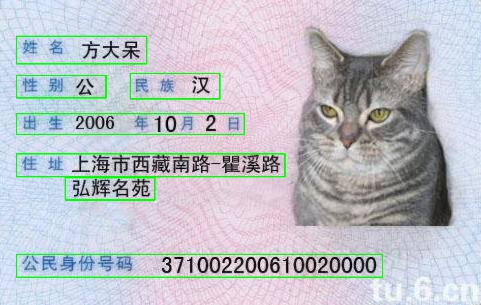 姓名 方大呆
性别 公 民族 汉
出生 2006 年 10 月 2 日
住址 上海市西藏南路-瞿溪路
弘辉名苑
公民身份号码 371002200610020000
tu.6.cn